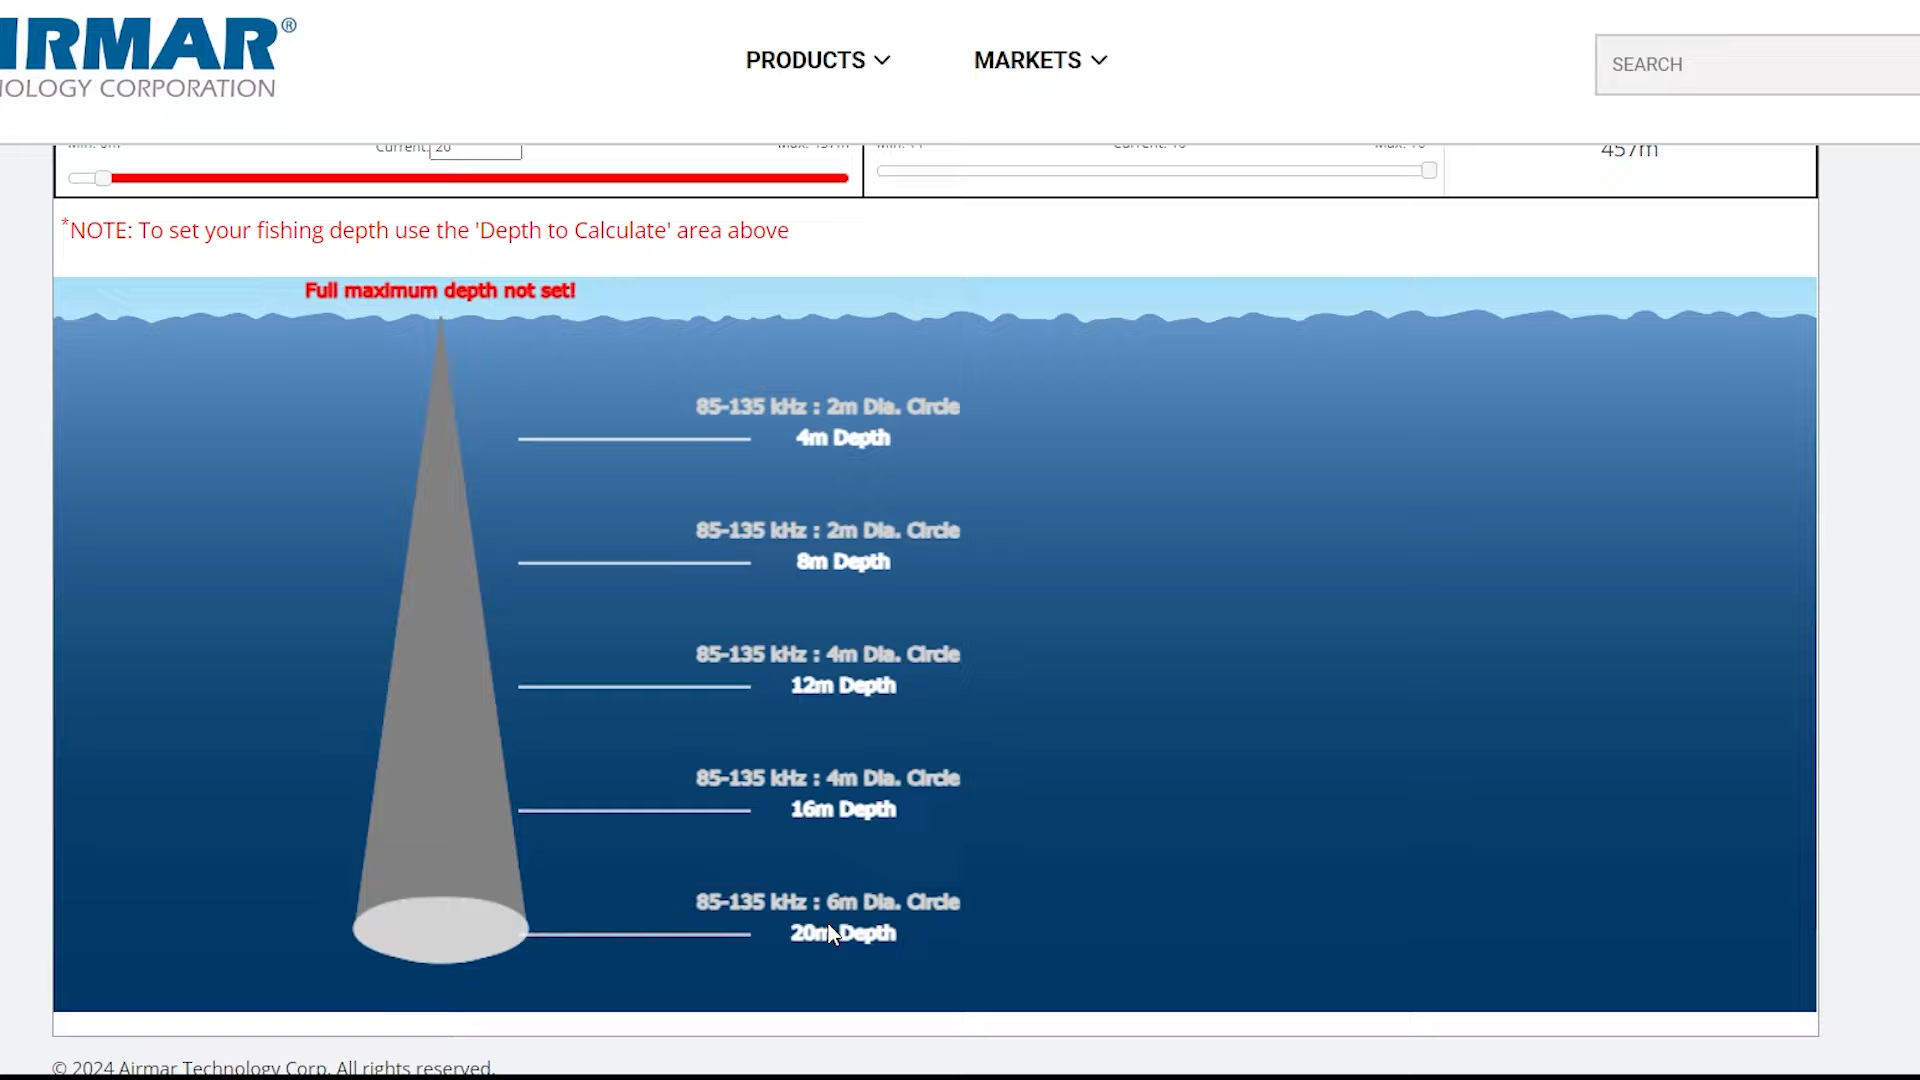 IRMAR®
NOLOGY CORPORATION
PRODUCTS
MARKETS
SEARCH
Current: 20
457m
*NOTE: To set your fishing depth use the 'Depth to Calculate' area above
Full maximum depth not set!
85-135 kHz : 2m Dia. Circle
4m Depth
85-135 kHz : 2m Dia. Circle
8m Depth
85-135 kHz : 4m Dia. Circle
12m Depth
85-135 kHz : 4m Dia. Circle
16m Depth
85-135 kHz : 6m Dia. Circle
20m Depth
© 2024 Airmar Technology Corp. All rights reserved.